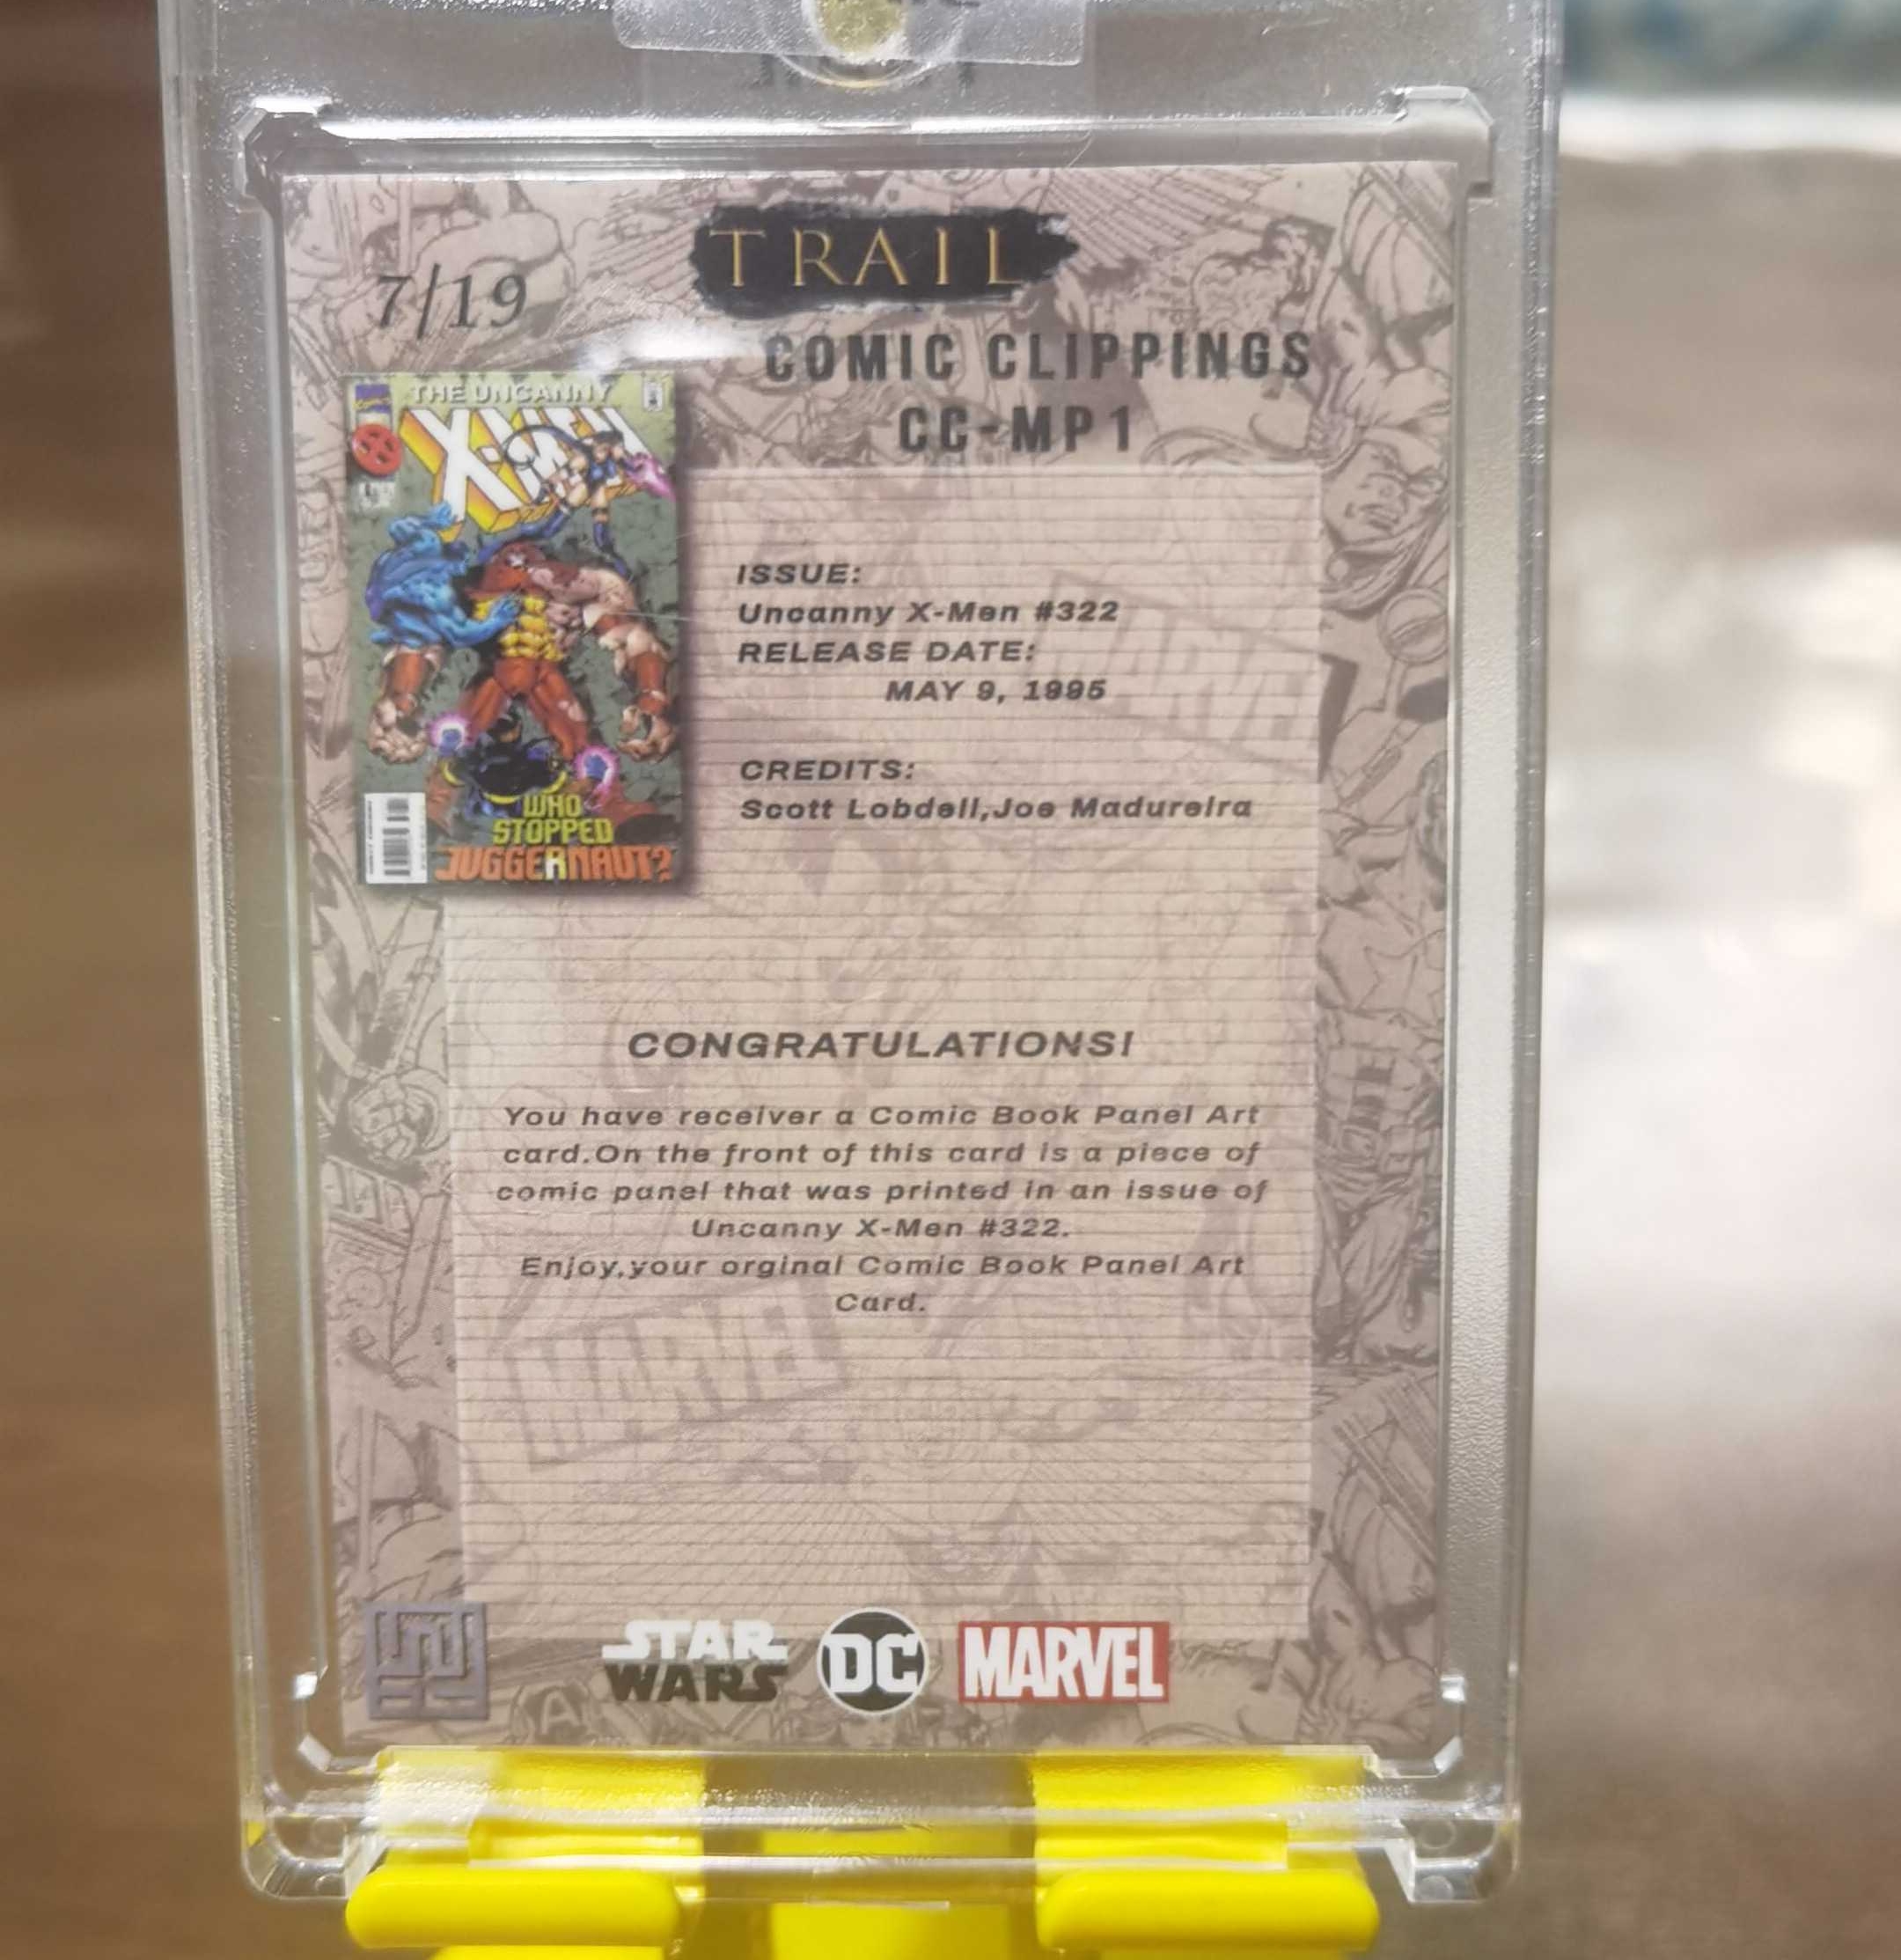 TRAIL
7/19
COMIC CLIPPINGS
CC-MP1
THE UNCANNY
X-MEN
WHO
STOPPED
JUGGERNAUT?
ISSUE:
Uncanny X-Men #322
RELEASE DATE:
MAY 9, 1995
CREDITS:
Scott Lobdell,Joe Madureira
MARVEL
CONGRATULATIONS!
You have receiver a Comic Book Panel Art
card.On the front of this card is a piece of
comic panel that was printed in an issue of
Uncanny X-Men #322.
Enjoy,your orginal Comic Book Panel Art
Card.
MARVEL
STAR
WARS
DC
MARVEL